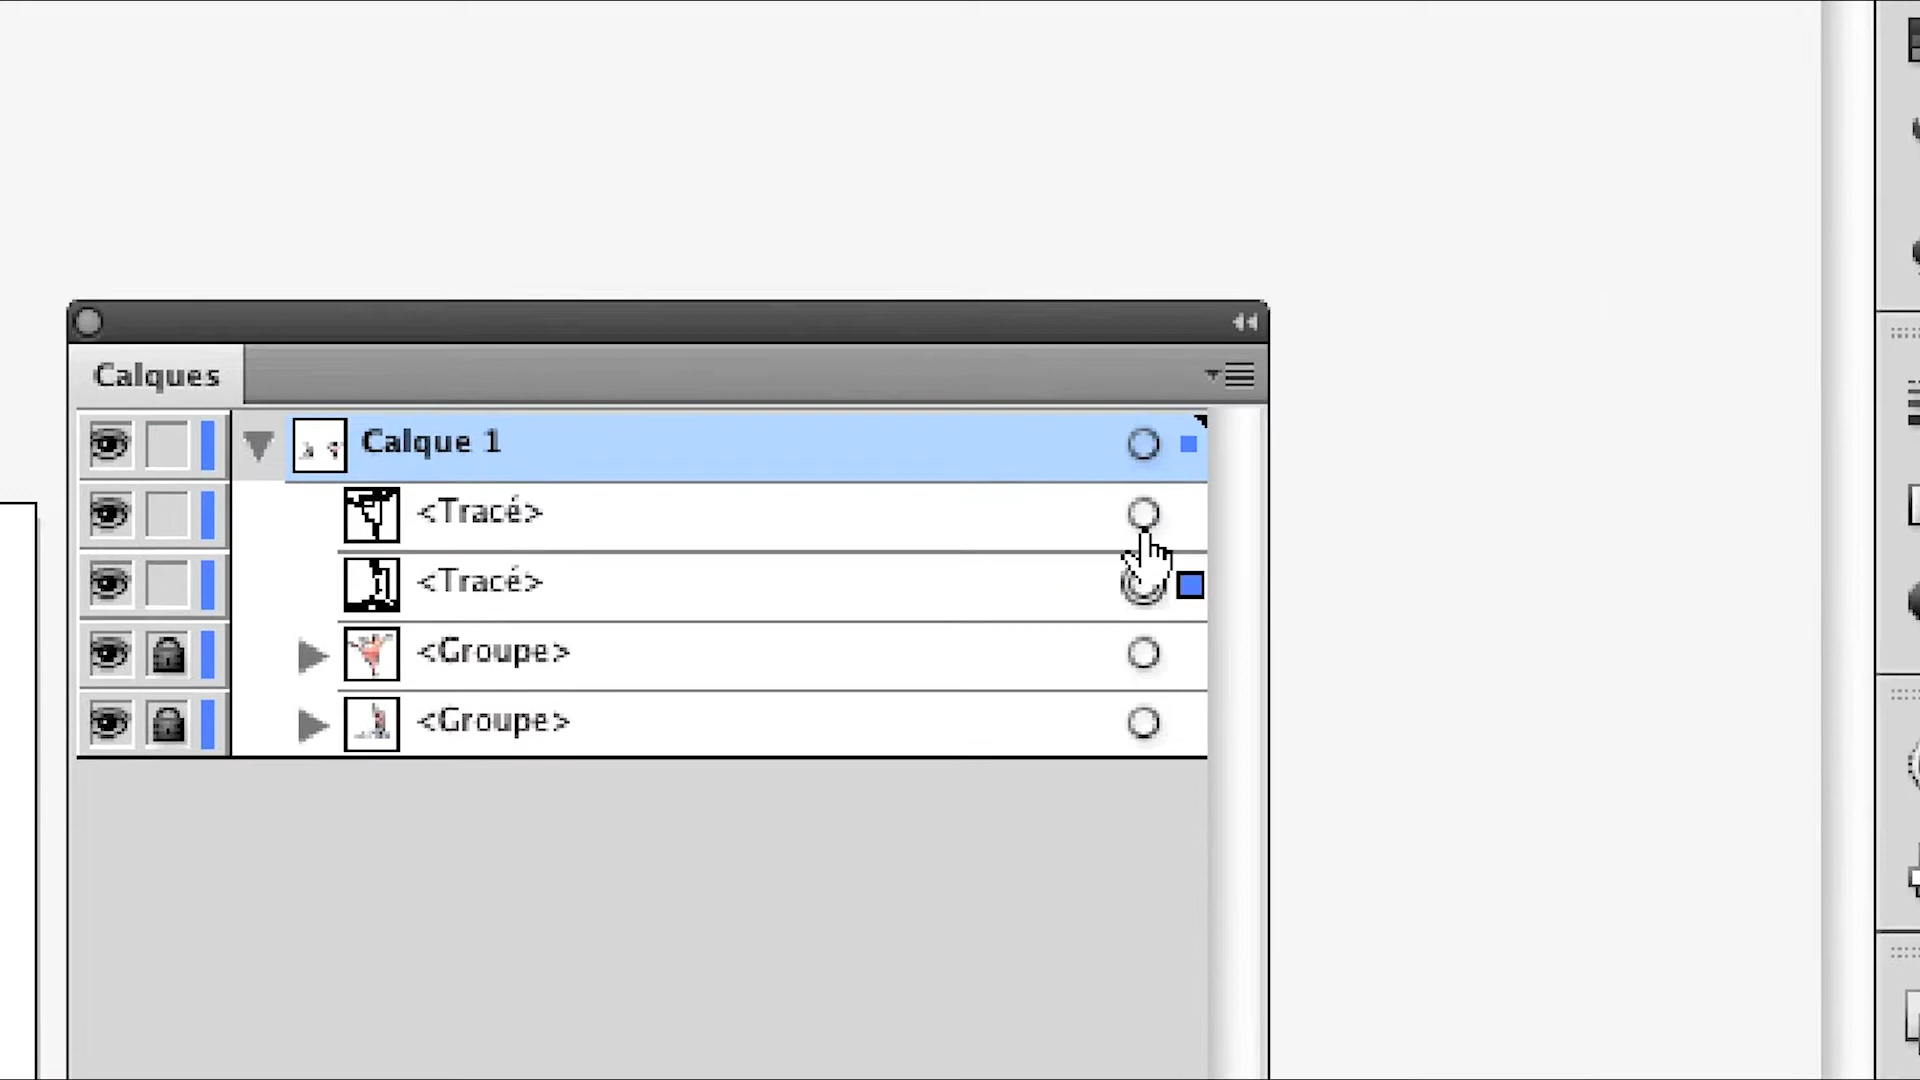 Calques
Calque 1
<Tracé>
<Tracé>
<Groupe>
<Groupe>